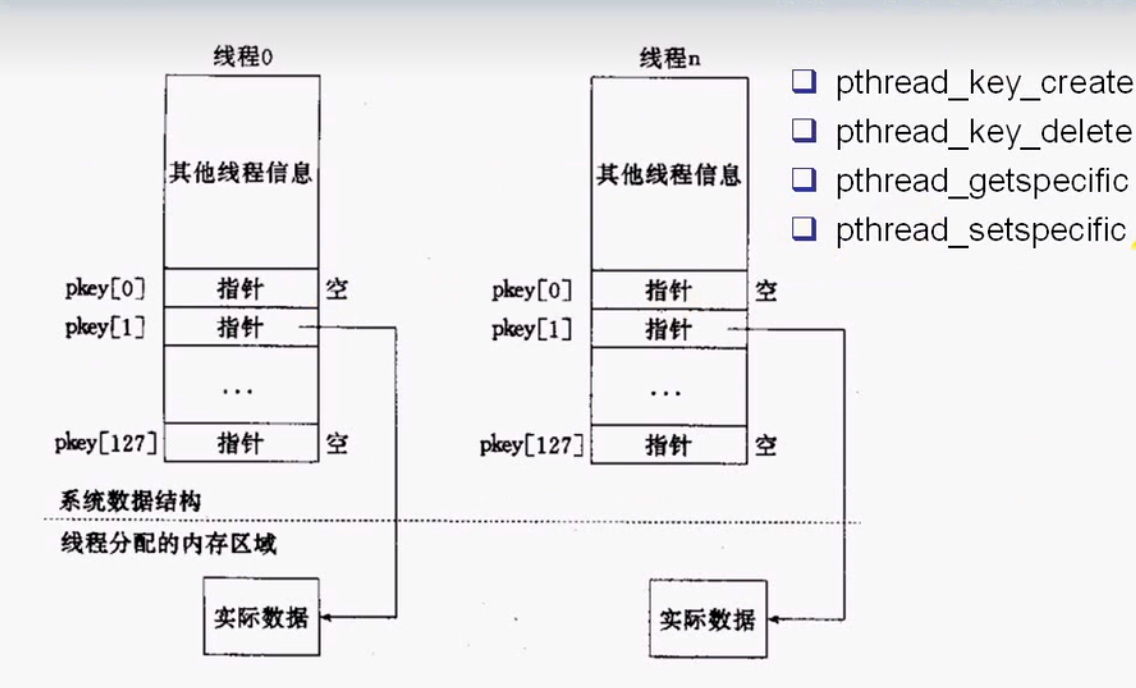 线程0
其他线程信息
pkey[0] 指针 空
pkey[1] 指针
...
pkey[127] 指针 空
线程n
其他线程信息
pkey[0] 指针 空
pkey[1] 指针
...
pkey[127] 指针 空
系统数据结构
线程分配的内存区域
实际数据
实际数据
pthread_key_create
pthread_key_delete
pthread_getspecific
pthread_setspecific